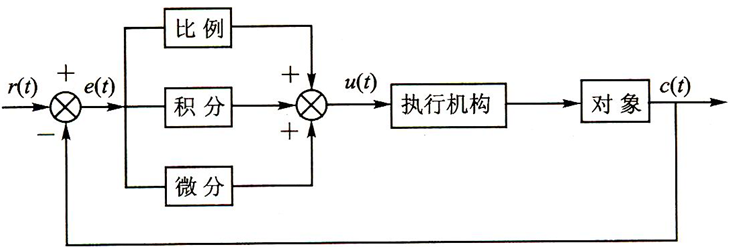 比例
+
r(t)
e(t)
+
积分
u(t)
执行机构
对象
c(t)
−
+
微分